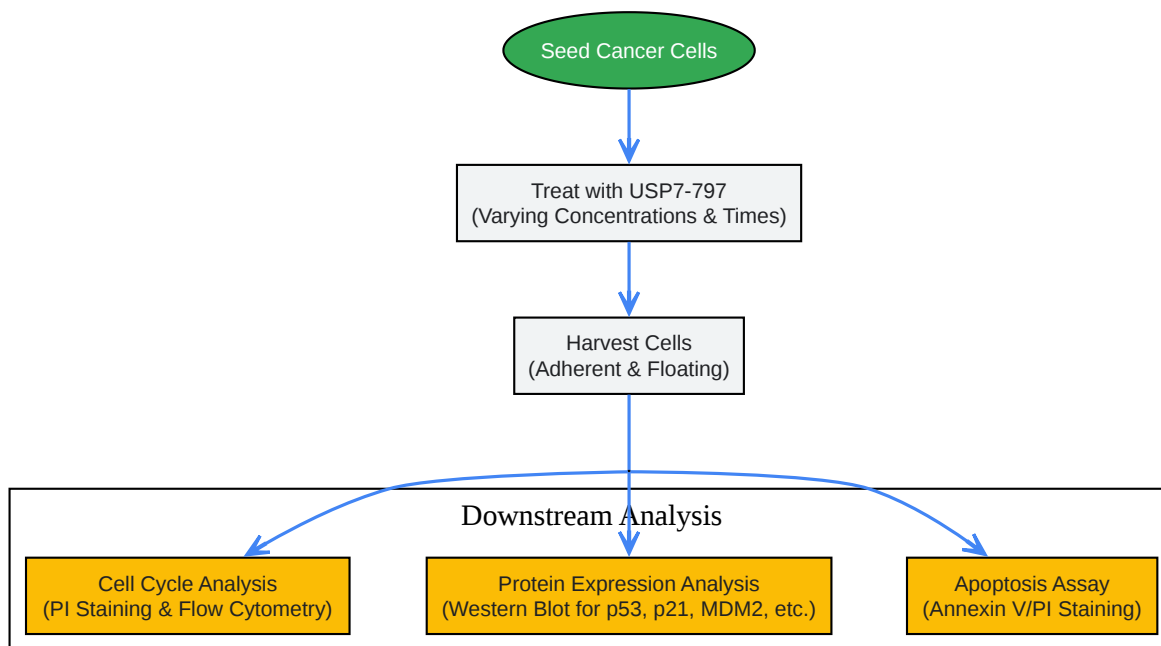 Seed Cancer Cells
Treat with USP7-797
(Varying Concentrations & Times)
Harvest Cells
(Adherent & Floating)
Downstream Analysis
Cell Cycle Analysis
(PI Staining & Flow Cytometry)
Protein Expression Analysis
(Western Blot for p53, p21, MDM2, etc.)
Apoptosis Assay
(Annexin V/PI Staining)